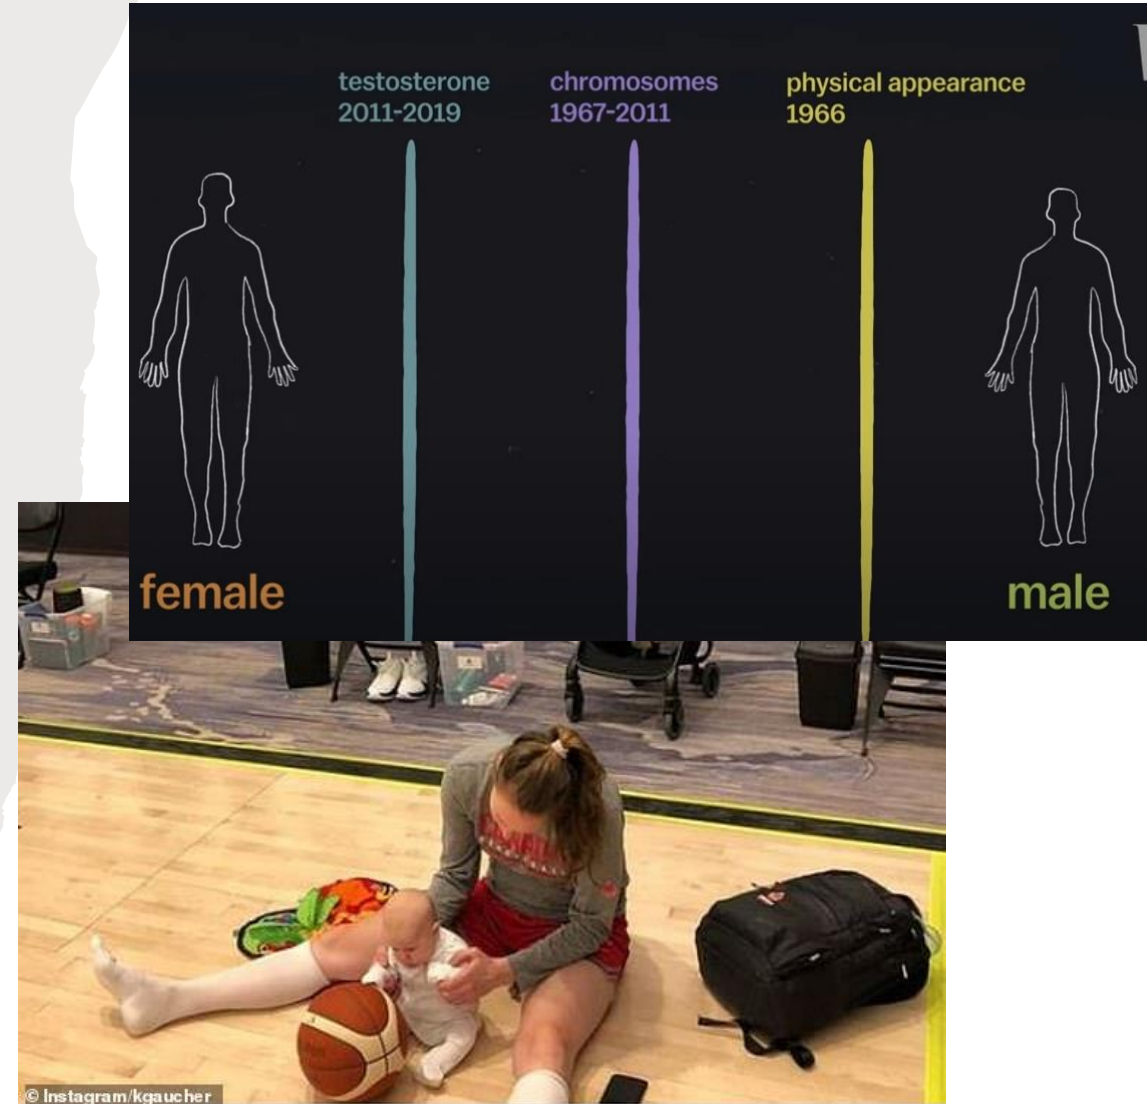 testosterone
2011-2019
chromosomes
1967-2011
physical appearance
1966
female
male
© Instagram/kgaucher